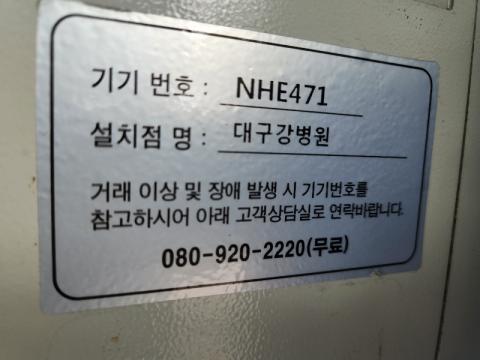 기기 번호 : NHE471
설치점 명 : 대구강병원
거래 이상 및 장애 발생 시 기기번호를
참고하시어 아래 고객상담실로 연락바랍니다.
080-920-2220(무료)